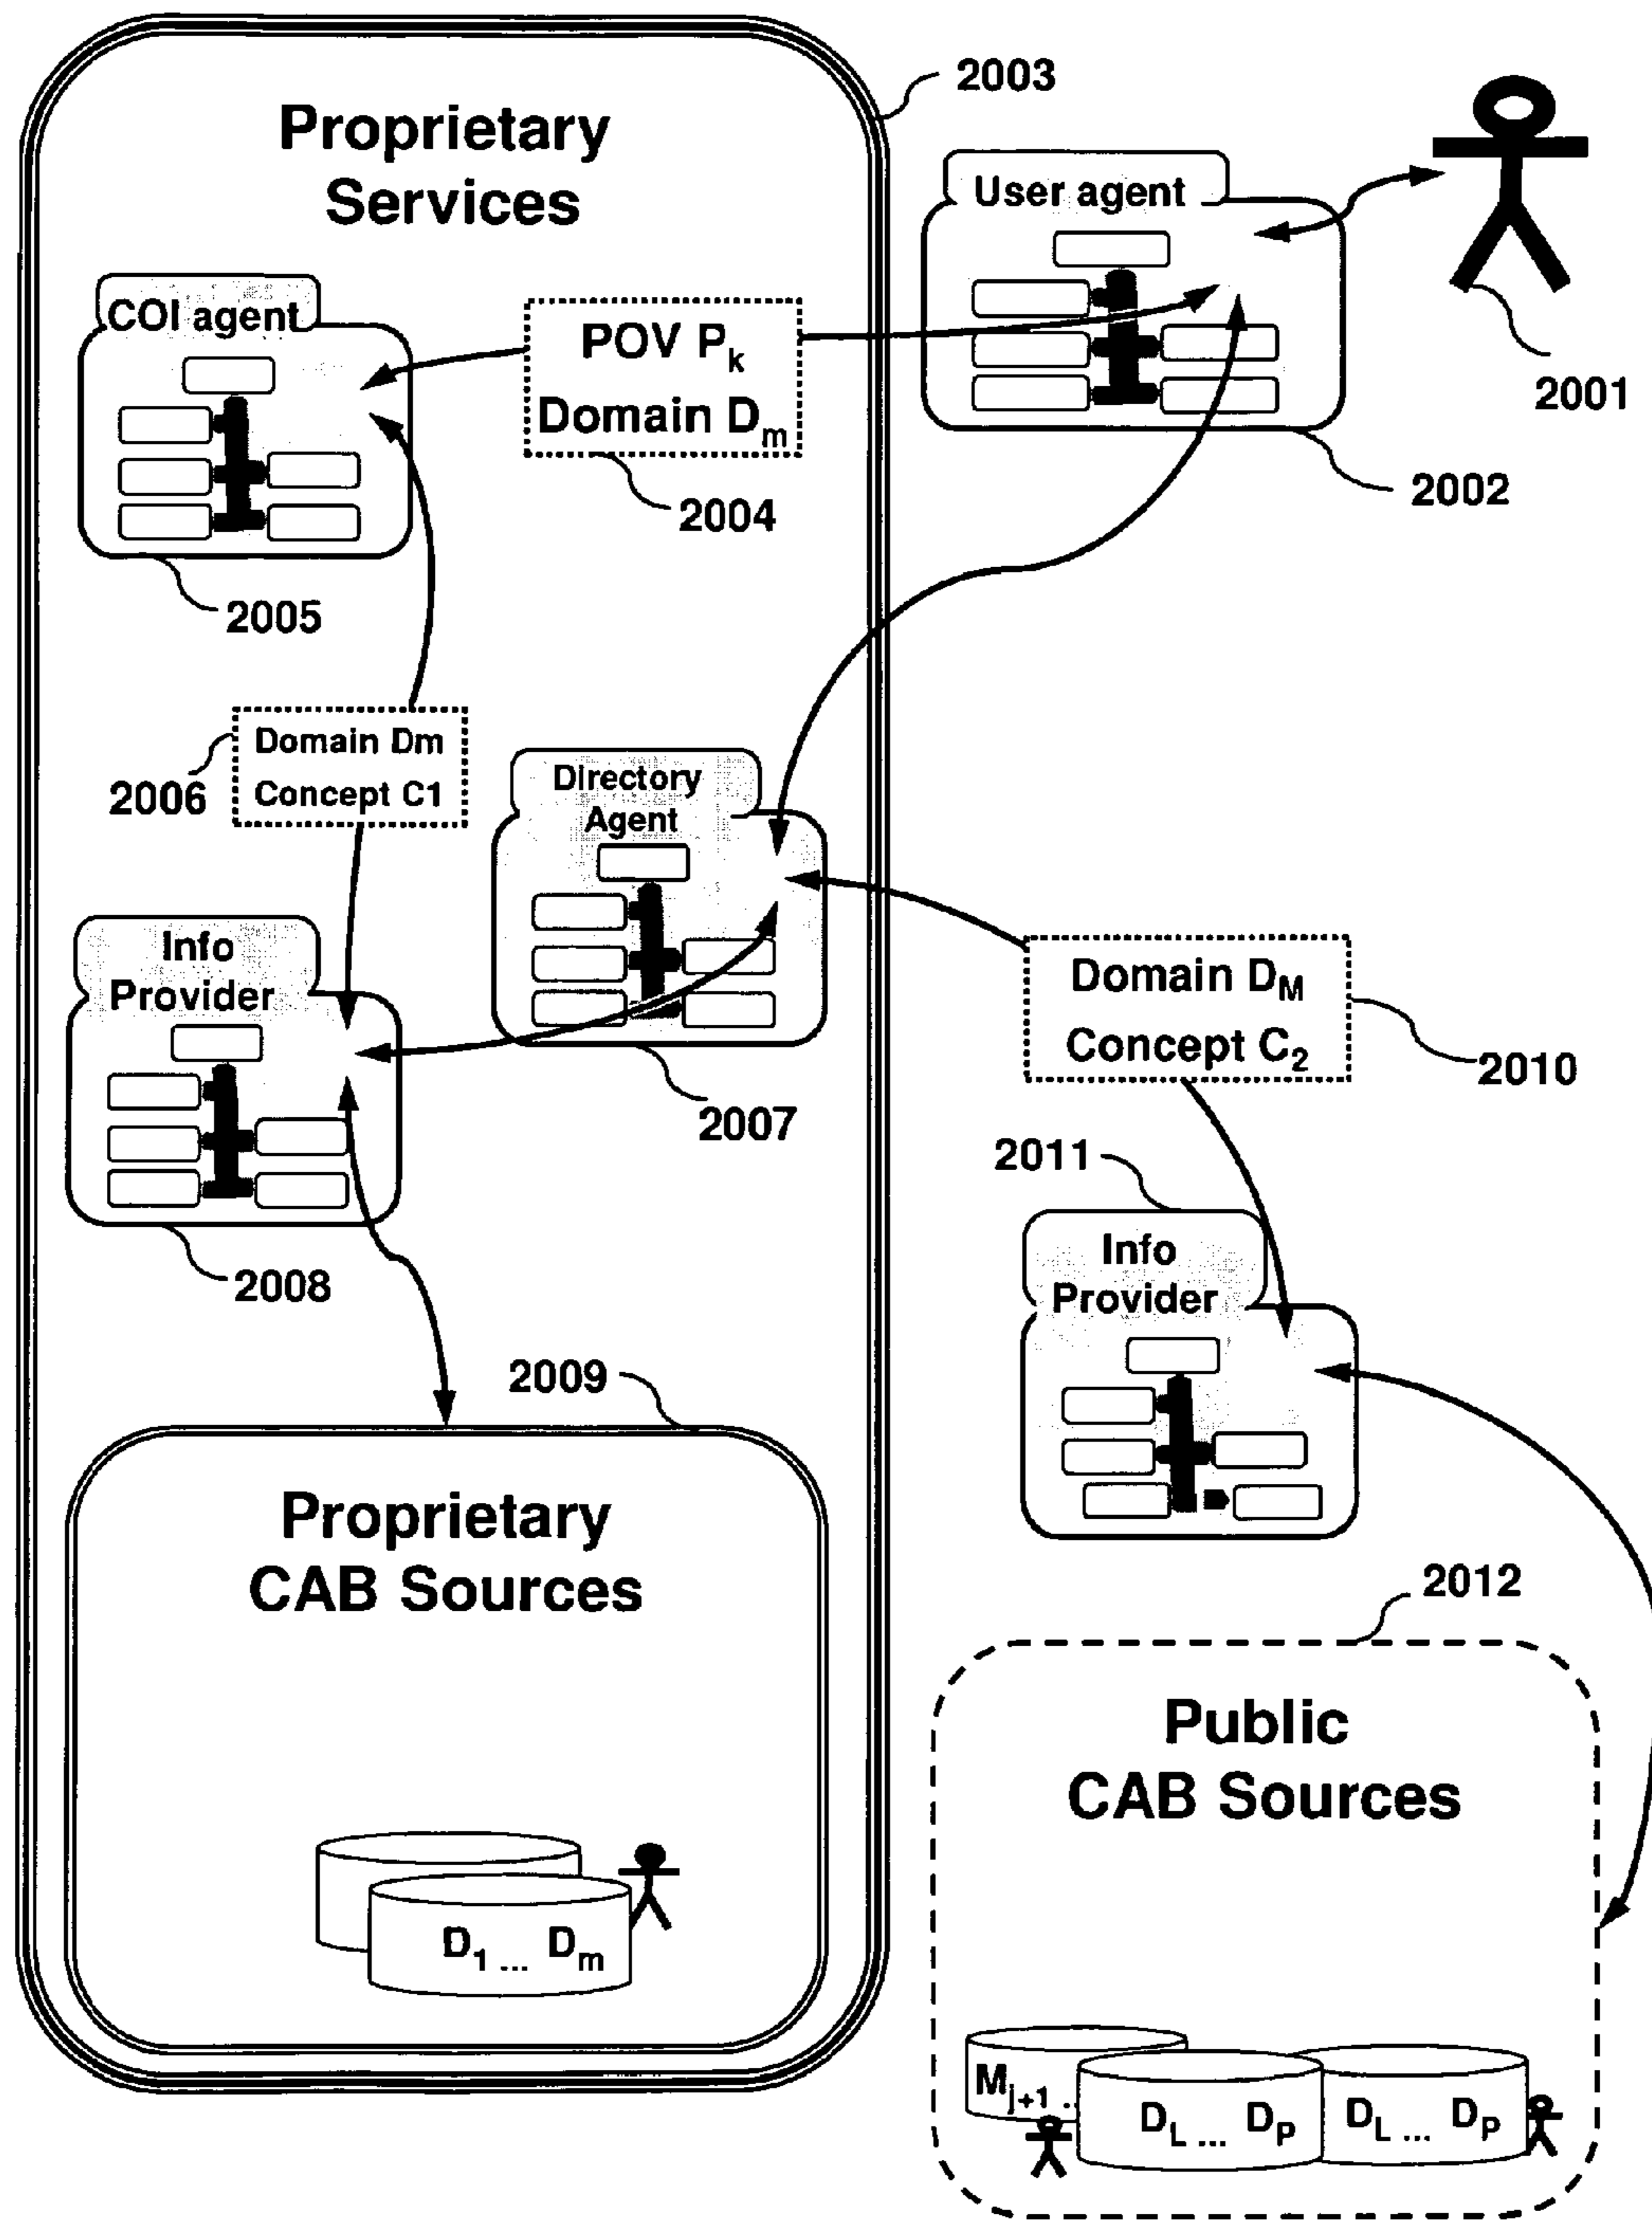 2003
Proprietary
Services
User agent
COI agent
POV Pk
Domain Dm
2001
2002
2004
2005
Domain Dm
Concept C1
2006
Directory
Agent
Info
Provider
Domain DM
Concept C2
2010
2007
2011
2008
Info
Provider
2009
Proprietary
CAB Sources
2012
Public
CAB Sources
D1 ... Dm
Mj+1 ..
DL ... DP
DL ... DP